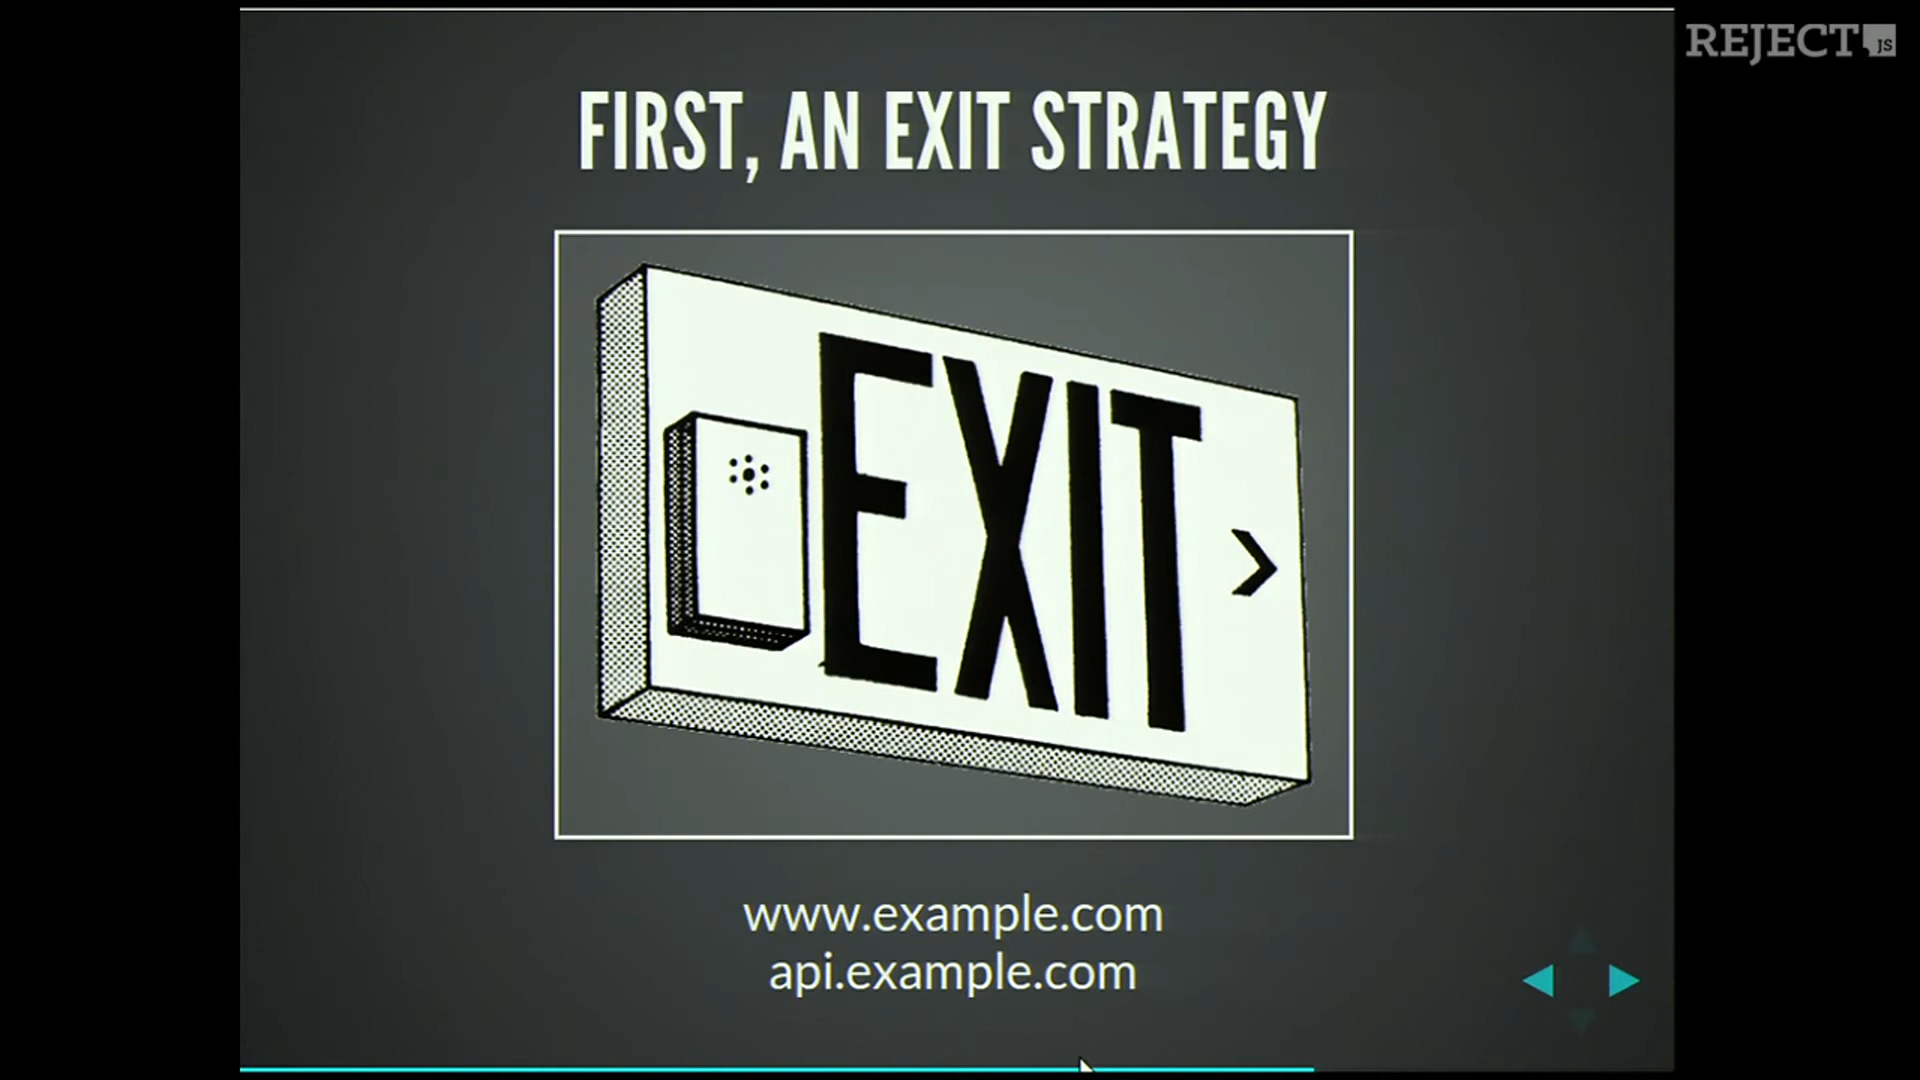 REJECT JS
FIRST, AN EXIT STRATEGY
EXIT
www.example.com
api.example.com